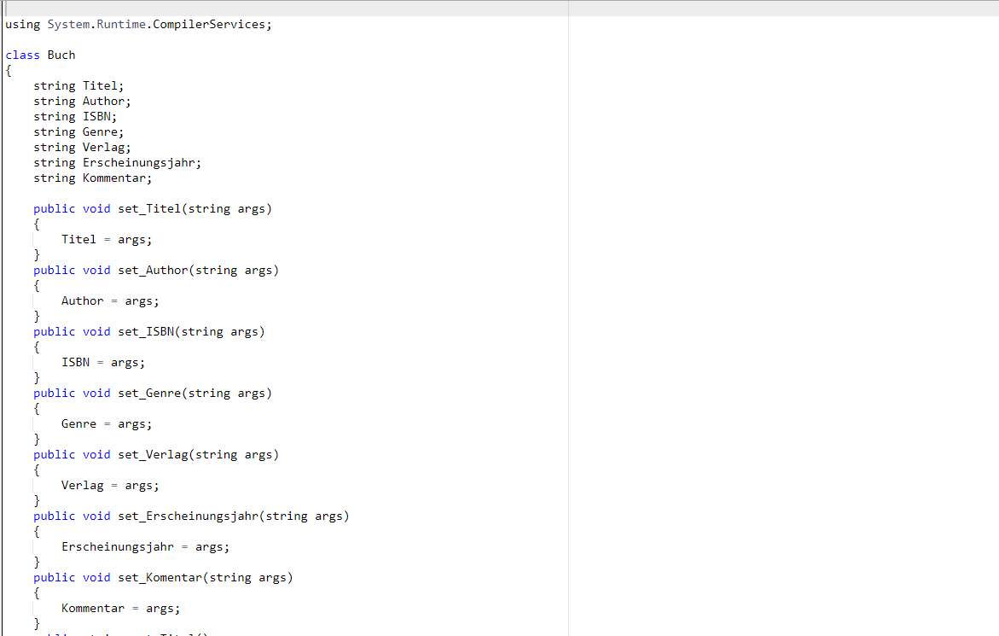 using System.Runtime.CompilerServices;
class Buch
{
string Titel;
string Author;
string ISBN;
string Genre;
string Verlag;
string Erscheinungsjahr;
string Kommentar;
public void set_Titel(string args)
{
Titel = args;
}
public void set_Author(string args)
{
Author = args;
}
public void set_ISBN(string args)
{
ISBN = args;
}
public void set_Genre(string args)
{
Genre = args;
}
public void set_Verlag(string args)
{
Verlag = args;
}
public void set_Erscheinungsjahr(string args)
{
Erscheinungsjahr = args;
}
public void set_Komentar(string args)
{
Kommentar = args;
}